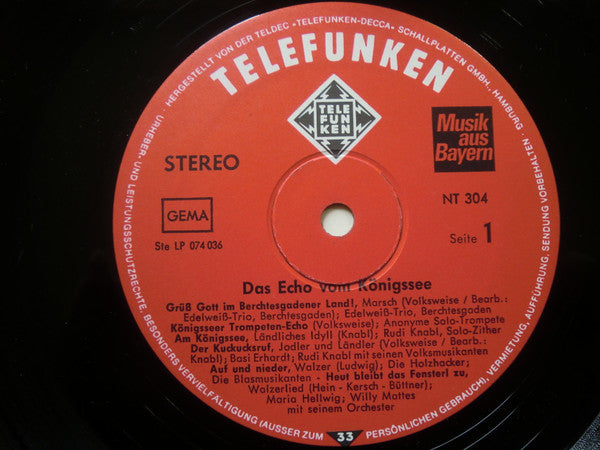 HERGESTELLT VON DER TELDEC »TELEFUNKEN-DECCA« SCHALLPLATTEN GMBH., HAMBURG ·
TELEFUNKEN
TELE
FUN
KEN
Musik
aus
Bayern
STEREO
NT 304
GEMA
Seite 1
Ste LP 074 036
Das Echo vom Königssee
Grüß Gott im Berchtesgadener Landl, Marsch (Volksweise / Bearb.:
Edelweiß-Trio, Berchtesgaden); Edelweiß-Trio, Berchtesgaden
Königsseer Trompeten-Echo (Volksweise); Anonyme Solo-Trompete
Am Königssee, Ländliches Idyll (Knabl); Rudi Knabl, Solo-Zither
Der Kuckucksruf, Jodler und Ländler (Volksweise / Bearb.:
Knabl); Basi Erhardt; Rudi Knabl mit seinen Volksmusikanten
Auf und nieder, Walzer (Ludwig); Die Holzhacker;
Die Blasmusikanten - Heut bleibt das Fensterl zu,
Walzerlied (Hein - Kersch - Büttner);
Maria Hellwig; Willy Mattes
mit seinem Orchester
URHEBER- UND LEISTUNGSSCHUTZRECHTE, BESONDERS VERVIELFÄLTIGUNG (AUSSER ZUM 33 PERSÖNLICHEN GEBRAUCH), VERMIETUNG, AUFFÜHRUNG, SENDUNG VORBEHALTEN ·